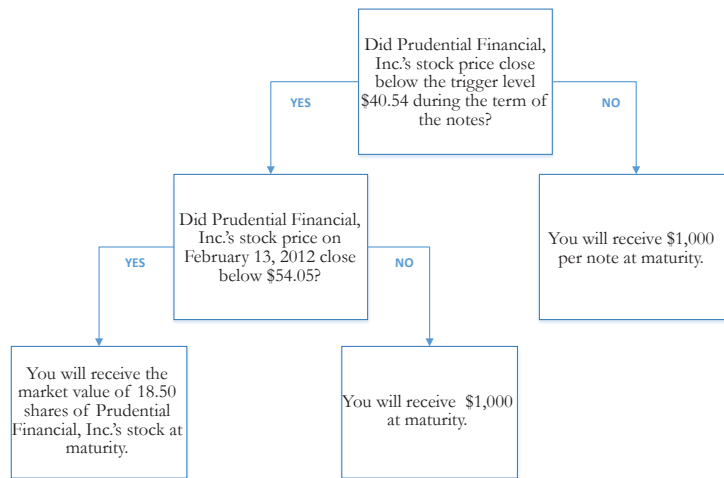 Did Prudential Financial,
Inc.'s stock price close
below the trigger level
$40.54 during the term of
the notes?
YES
NO
Did Prudential Financial,
Inc.'s stock price on
February 13, 2012 close
below $54.05?
You will receive $1,000
per note at maturity.
YES
NO
You will receive the
market value of 18.50
shares of Prudential
Financial, Inc.'s stock at
maturity.
You will receive $1,000
at maturity.